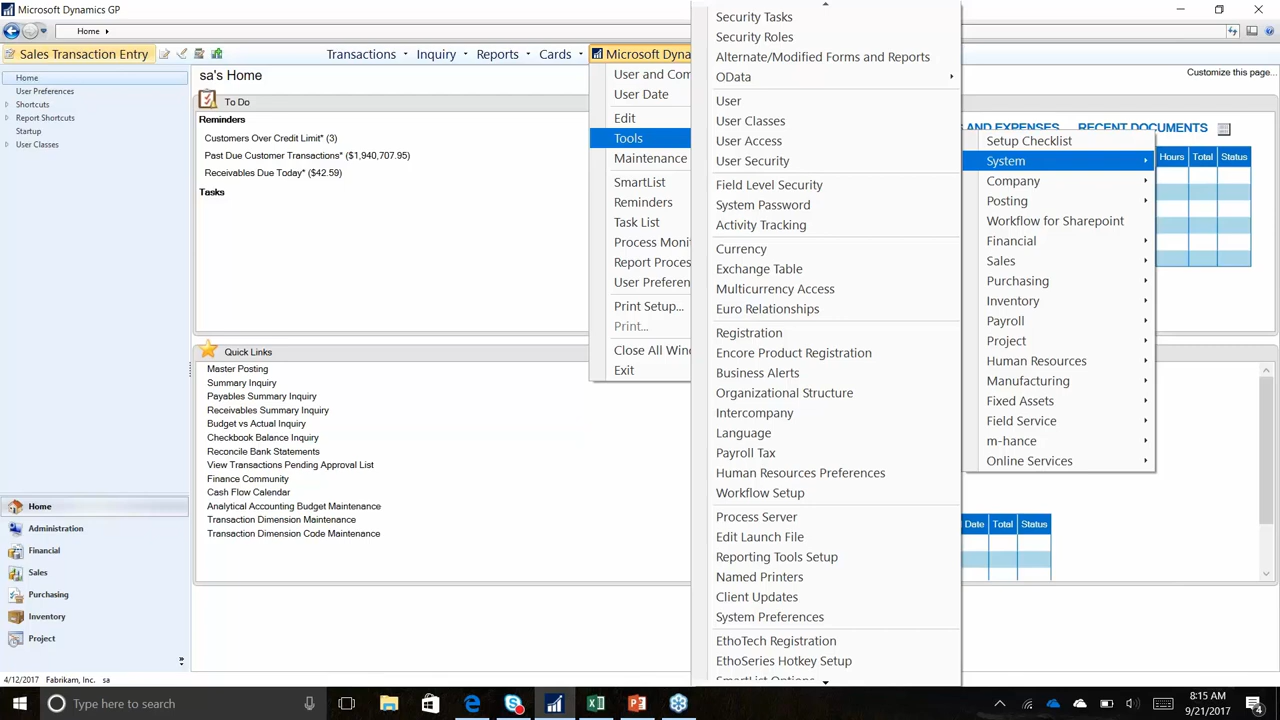 Microsoft Dynamics GP
Home
Sales Transaction Entry
Transactions
Inquiry
Reports
Cards
Microsoft Dyna
Home
User Preferences
Shortcuts
Report Shortcuts
Startup
User Classes
sa's Home
Customize this page...
To Do
Reminders
Customers Over Credit Limit* (3)
Past Due Customer Transactions* ($1,940,707.95)
Receivables Due Today* ($42.59)
Tasks
Quick Links
Master Posting
Summary Inquiry
Payables Summary Inquiry
Receivables Summary Inquiry
Budget vs Actual Inquiry
Checkbook Balance Inquiry
Reconcile Bank Statements
View Transactions Pending Approval List
Finance Community
Cash Flow Calendar
Analytical Accounting Budget Maintenance
Transaction Dimension Maintenance
Transaction Dimension Code Maintenance
User and Com
User Date
Edit
Tools
Maintenance
SmartList
Reminders
Task List
Process Moni
Report Proces
User Preferen
Print Setup...
Print...
Close All Wind
Exit
Security Tasks
Security Roles
Alternate/Modified Forms and Reports
OData
User
User Classes
User Access
User Security
Field Level Security
System Password
Activity Tracking
Currency
Exchange Table
Multicurrency Access
Euro Relationships
Registration
Encore Product Registration
Business Alerts
Organizational Structure
Intercompany
Language
Payroll Tax
Human Resources Preferences
Workflow Setup
Process Server
Edit Launch File
Reporting Tools Setup
Named Printers
Client Updates
System Preferences
EthoTech Registration
EthoSeries Hotkey Setup
SmartList Options
AND EXPENSES
RECENT DOCUMENTS
Setup Checklist
System
Company
Posting
Workflow for Sharepoint
Financial
Sales
Purchasing
Inventory
Payroll
Project
Human Resources
Manufacturing
Fixed Assets
Field Service
m-hance
Online Services
Hours Total Status
Date Total Status
Home
Administration
Financial
Sales
Purchasing
Inventory
Project
4/12/2017 Fabrikam, Inc. sa
Type here to search
8:15 AM
9/21/2017